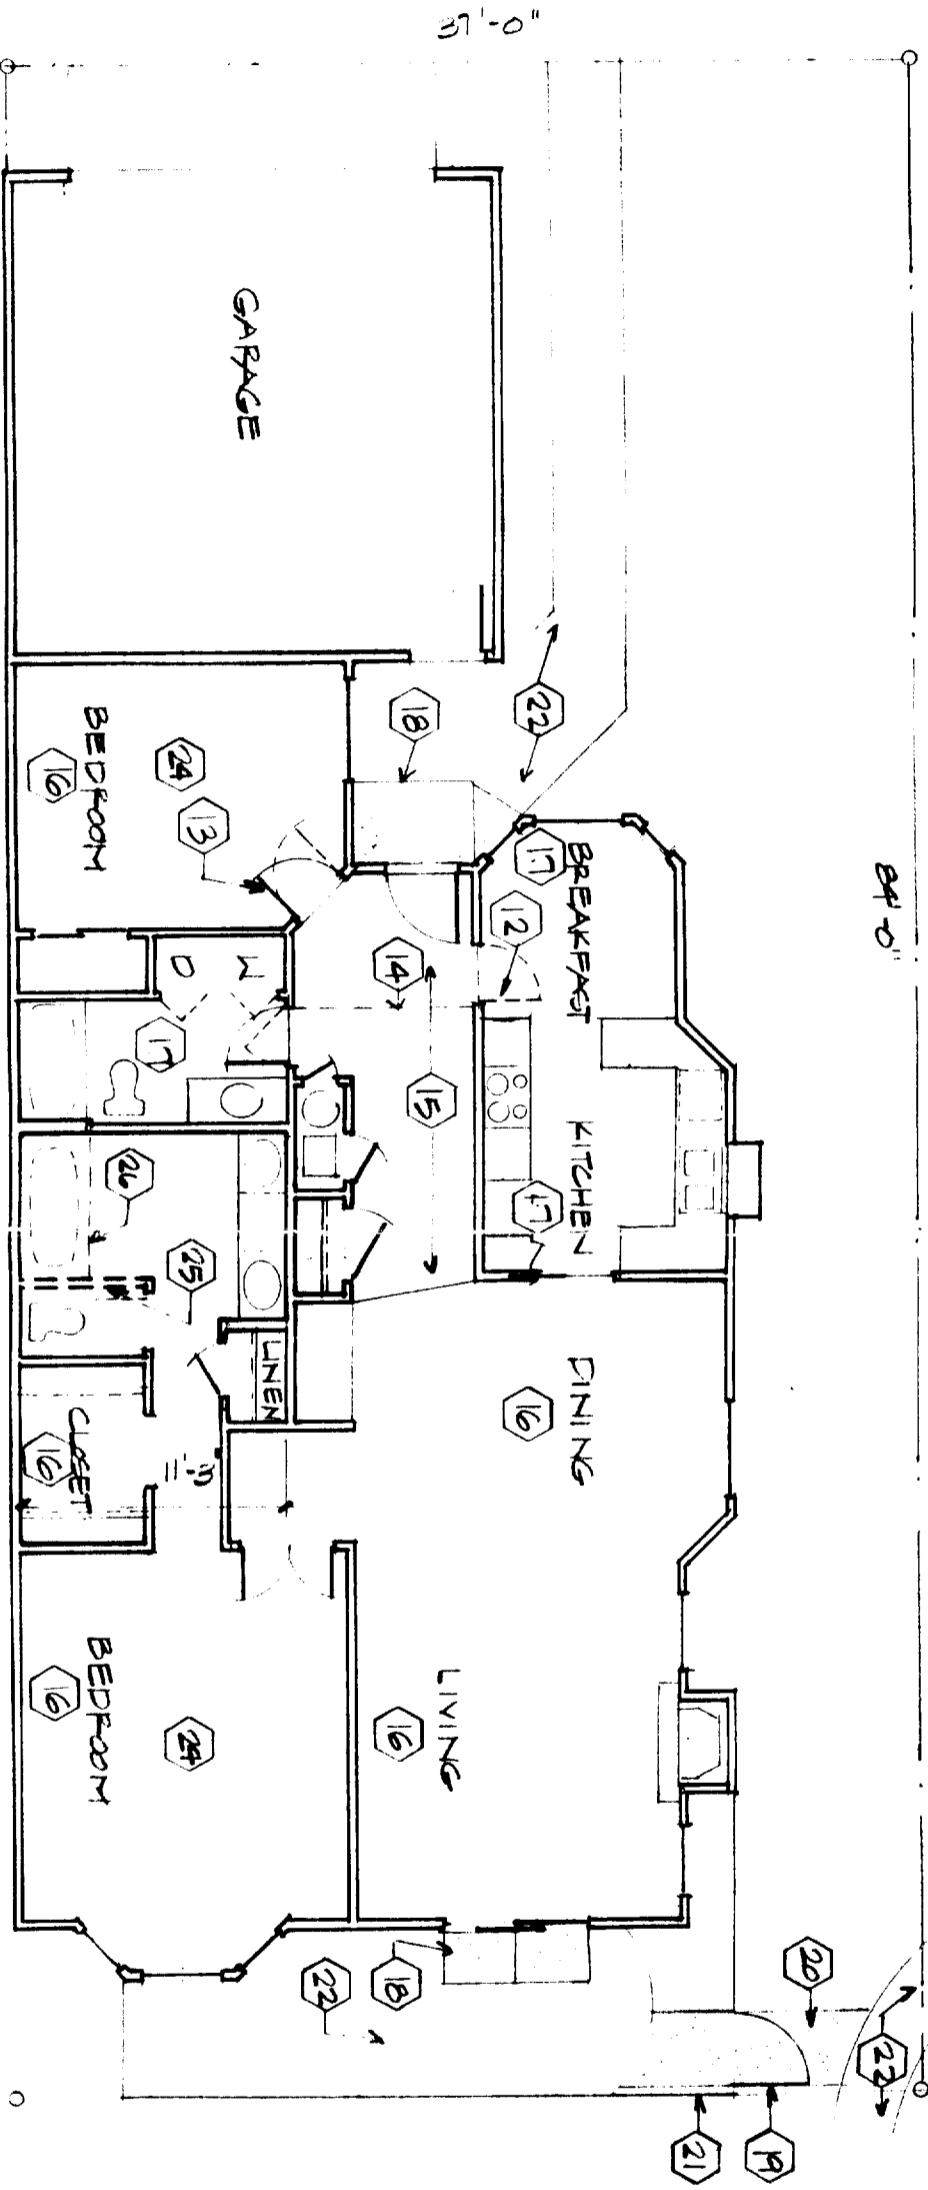 37'-0"
84'-0"
GARAGE
22
18
BEDROOM
24
16
13
BREAKFAST
17
12
14
W
D
17
15
KITCHEN
17
26
25
LINEN
DINING
16
CLOSET
16
BEDROOM
24
16
LIVING
16
20
18
22
19
21